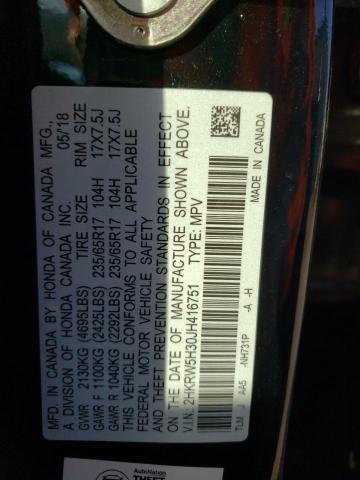 MFD. IN CANADA BY HONDA OF CANADA MFG.,
A DIVISION OF HONDA CANADA INC. 05/'18
GVWR 2130KG (4695LBS) TIRE SIZE RIM SIZE
GAWR F 1100KG (2425LBS) 235/65R17 104H 17X7.5J
GAWR R 1040KG (2292LBS) 235/65R17 104H 17X7.5J
THIS VEHICLE CONFORMS TO ALL APPLICABLE
FEDERAL MOTOR VEHICLE SAFETY
AND THEFT PREVENTION STANDARDS IN EFFECT
ON THE DATE OF MANUFACTURE SHOWN ABOVE.
V.I.N.: 2HKRW5H30JH416751 TYPE: MPV
TLM J AA5 -NH731P -A -H
MADE IN CANADA
AutoNation
THEFT